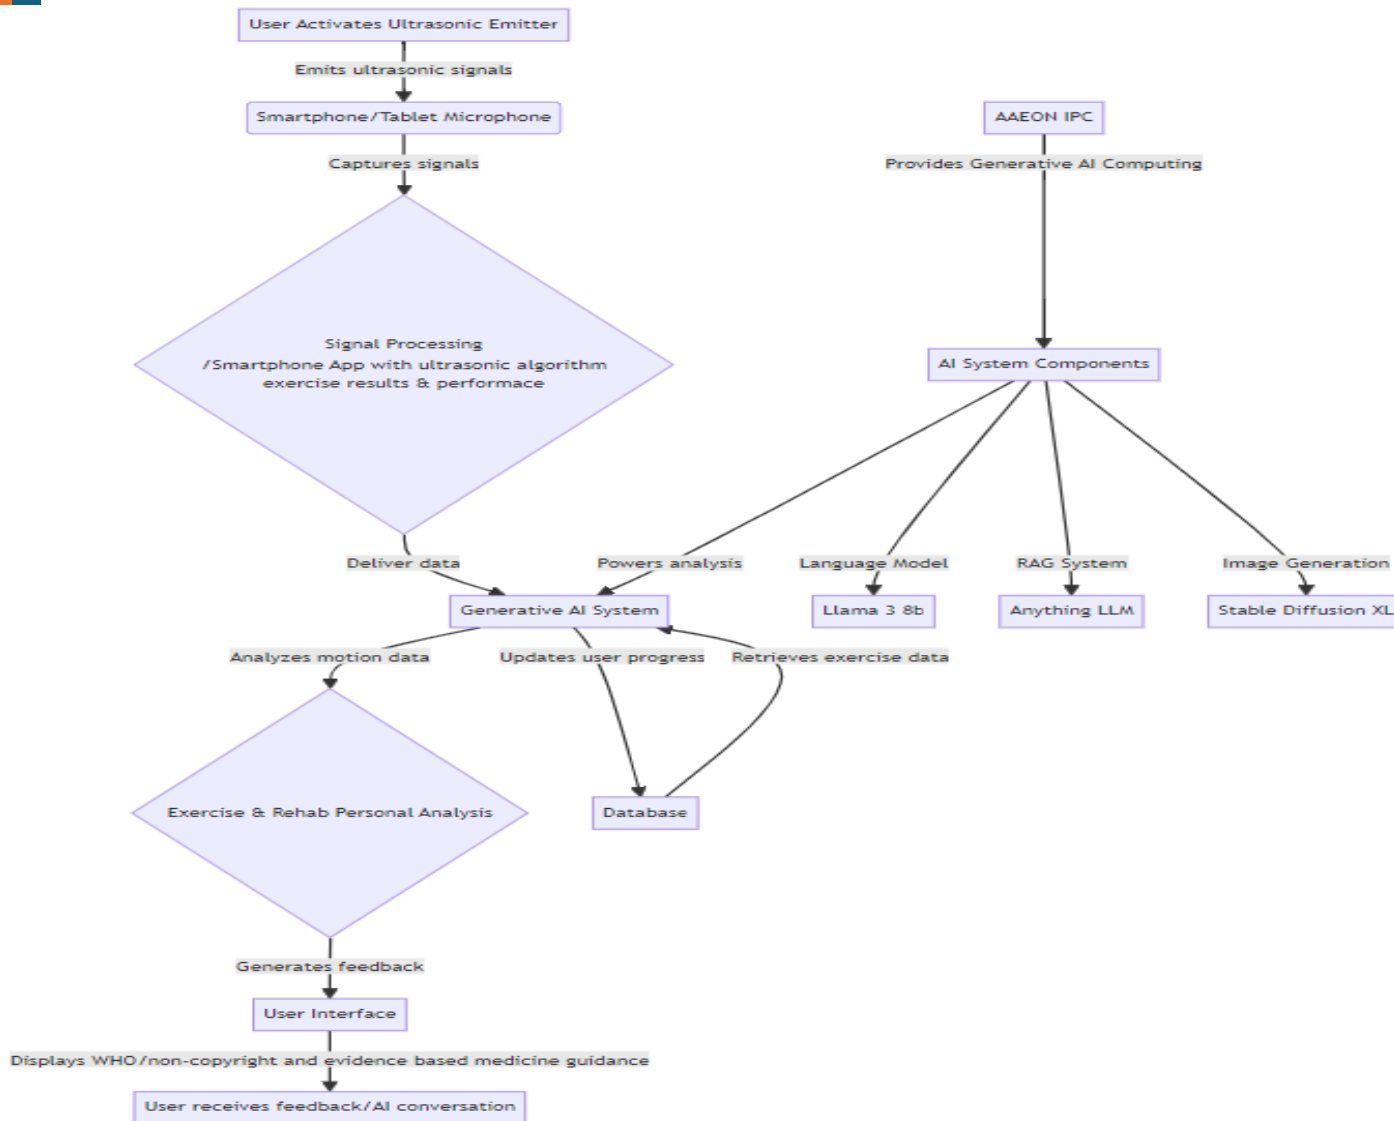 User Activates Ultrasonic Emitter
Emits ultrasonic signals
Smartphone/Tablet Microphone
AAEON IPC
Captures signals
Provides Generative AI Computing
Signal Processing
/Smartphone App with ultrasonic algorithm
exercise results & performace
AI System Components
Deliver data
Powers analysis
Language Model
RAG System
Image Generation
Generative AI System
Llama 3 8b
Anything LLM
Stable Diffusion XL
Analyzes motion data
Updates user progress
Retrieves exercise data
Exercise & Rehab Personal Analysis
Database
Generates feedback
User Interface
Displays WHO/non-copyright and evidence based medicine guidance
User receives feedback/AI conversation